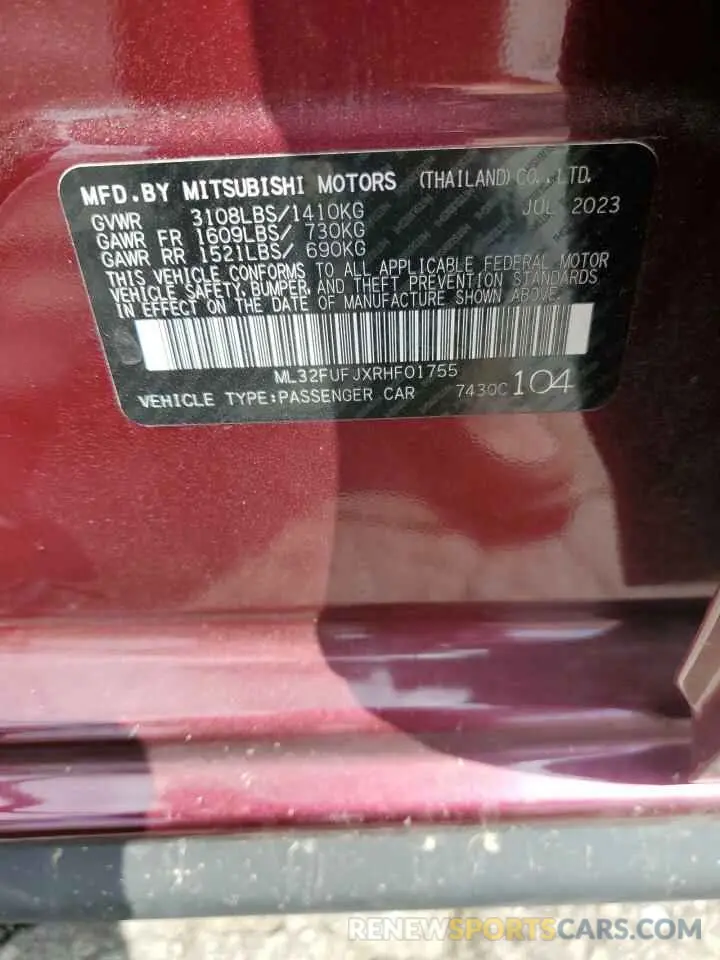 MFD.BY MITSUBISHI MOTORS (THAILAND)CO.,LTD.
GVWR 3108LBS/1410KG JUL 2023
GAWR FR 1609LBS/ 730KG
GAWR RR 1521LBS/ 690KG
THIS VEHICLE CONFORMS TO ALL APPLICABLE FEDERAL MOTOR
VEHICLE SAFETY,BUMPER,AND THEFT PREVENTION STANDARDS
IN EFFECT ON THE DATE OF MANUFACTURE SHOWN ABOVE.
ML32FUFJXRHF01755
VEHICLE TYPE:PASSENGER CAR 7430C 104
RENEWSPORTSCARS.COM